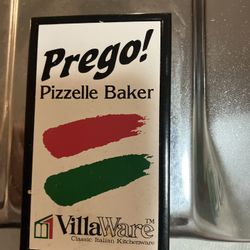 Prego!
Pizzelle Baker
VillaWare™
Classic Italian Kitchenware